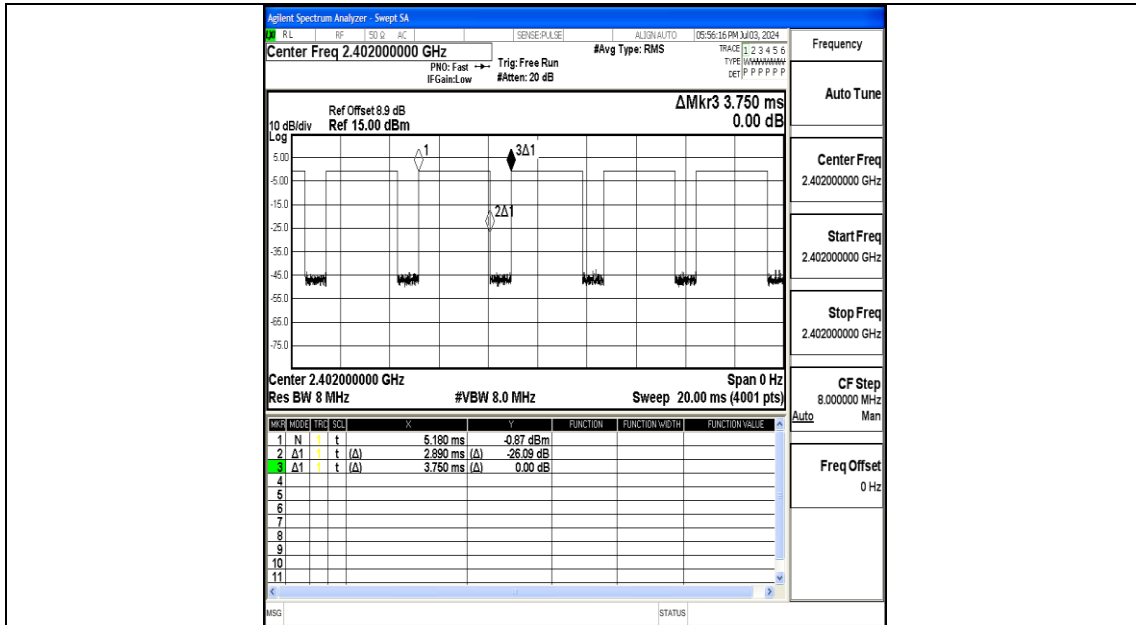 Agilent Spectrum Analyzer - Swept SA
RL RF 50 Ω AC SENSE:PULSE ALIGN AUTO 05:56:16 PM Jul 03, 2024
Center Freq 2.402000000 GHz
#Avg Type: RMS
TRACE 1 2 3 4 5 6
TYPE
DET P P P P P P
PNO: Fast
IFGain:Low
Trig: Free Run
#Atten: 20 dB
Frequency
Auto Tune
Ref Offset 8.9 dB
Ref 15.00 dBm
10 dB/div
Log
ΔMkr3 3.750 ms
0.00 dB
5.00
-5.00
-15.0
-25.0
-35.0
-45.0
-55.0
-65.0
-75.0
1
3Δ1
2Δ1
Center Freq
2.402000000 GHz
Start Freq
2.402000000 GHz
Stop Freq
2.402000000 GHz
Center 2.402000000 GHz Span 0 Hz
Res BW 8 MHz #VBW 8.0 MHz Sweep 20.00 ms (4001 pts)
CF Step
8.000000 MHz
Auto Man
MKR MODE TRC SCL X Y FUNCTION FUNCTION WIDTH FUNCTION VALUE
1 N 1 t 5.180 ms -0.87 dBm
2 Δ1 1 t (Δ) 2.890 ms (Δ) -26.09 dB
3 Δ1 1 t (Δ) 3.750 ms (Δ) 0.00 dB
4
5
6
7
8
9
10
11
Freq Offset
0 Hz
MSG STATUS